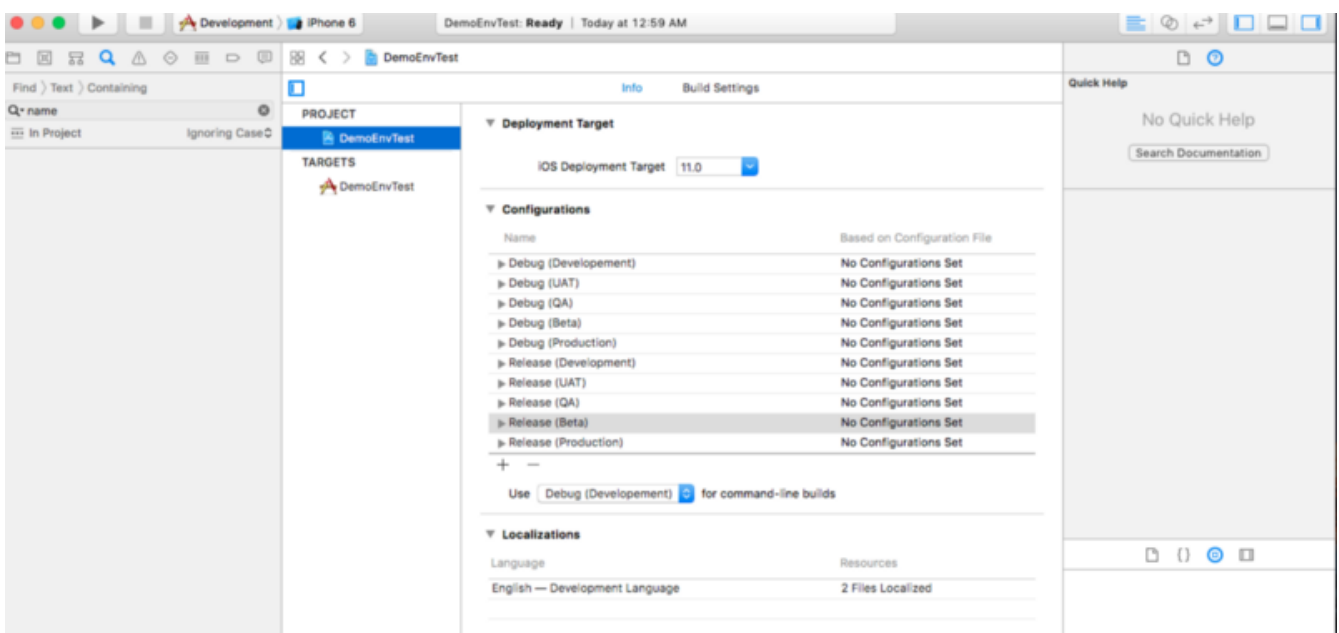 Development › iPhone 6
DemoEnvTest: Ready | Today at 12:59 AM
DemoEnvTest
Find › Text › Containing
name
In Project Ignoring Case
Info Build Settings
PROJECT
DemoEnvTest
TARGETS
DemoEnvTest
Deployment Target
iOS Deployment Target 11.0
Configurations
Name Based on Configuration File
Debug (Developement) No Configurations Set
Debug (UAT) No Configurations Set
Debug (QA) No Configurations Set
Debug (Beta) No Configurations Set
Debug (Production) No Configurations Set
Release (Development) No Configurations Set
Release (UAT) No Configurations Set
Release (QA) No Configurations Set
Release (Beta) No Configurations Set
Release (Production) No Configurations Set
+ −
Use Debug (Developement) for command-line builds
Localizations
Language Resources
English — Development Language 2 Files Localized
Quick Help
No Quick Help
Search Documentation